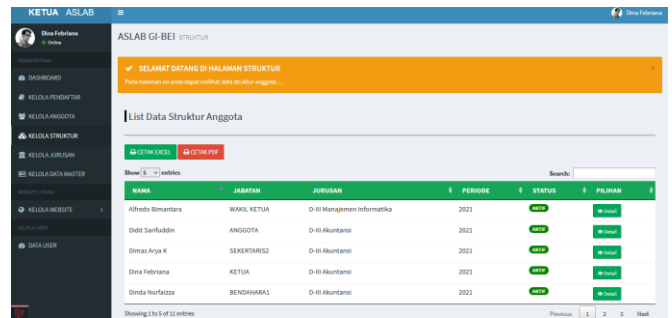 KETUA ASLAB
Dina Febriana
Dina Febriana
Online
ASLAB GI-BEI STRUKTUR
SELAMAT DATANG DI HALAMAN STRUKTUR
Pada halaman ini anda dapat melihat data struktur anggota....
DASHBOARD
KELOLA PENDAFTAR
KELOLA ANGGOTA
KELOLA STRUKTUR
KELOLA JURUSAN
KELOLA DATA MASTER
WEBSITE UTAMA
KELOLA WEBSITE
KELOLA USER
DATA USER
List Data Struktur Anggota
CETAK EXCEL CETAK PDF
Show 5 entries Search:
NAMA JABATAN JURUSAN PERIODE STATUS PILIHAN
Alfredo Bimantara WAKIL KETUA D-III Manajemen Informatika 2021 AKTIF Detail
Didit Sarifuddin ANGGOTA D-III Akuntansi 2021 AKTIF Detail
Dimas Arya K SEKERTARIS2 D-III Akuntansi 2021 AKTIF Detail
Dina Febriana KETUA D-III Akuntansi 2021 AKTIF Detail
Dinda Nurfaizza BENDAHARA1 D-III Akuntansi 2021 AKTIF Detail
Showing 1 to 5 of 11 entries Previous 1 2 3 Next